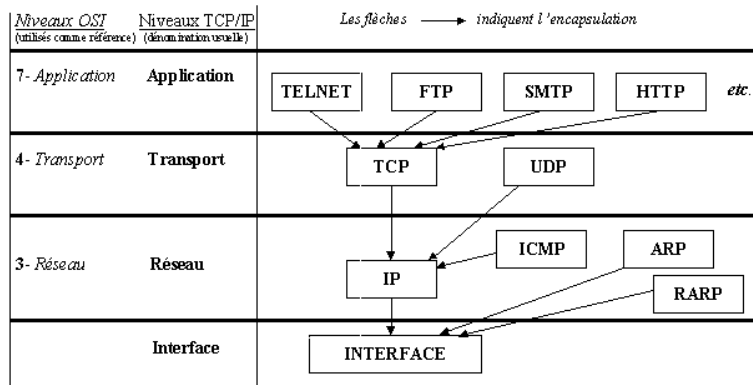 Niveaux OSI Niveaux TCP/IP Les flèches indiquent l'encapsulation
(utilisés comme référence) (dénomination usuelle)
7- Application Application
TELNET FTP SMTP HTTP etc.
4- Transport Transport TCP UDP
ICMP ARP
3- Réseau Réseau IP
RARP
Interface INTERFACE